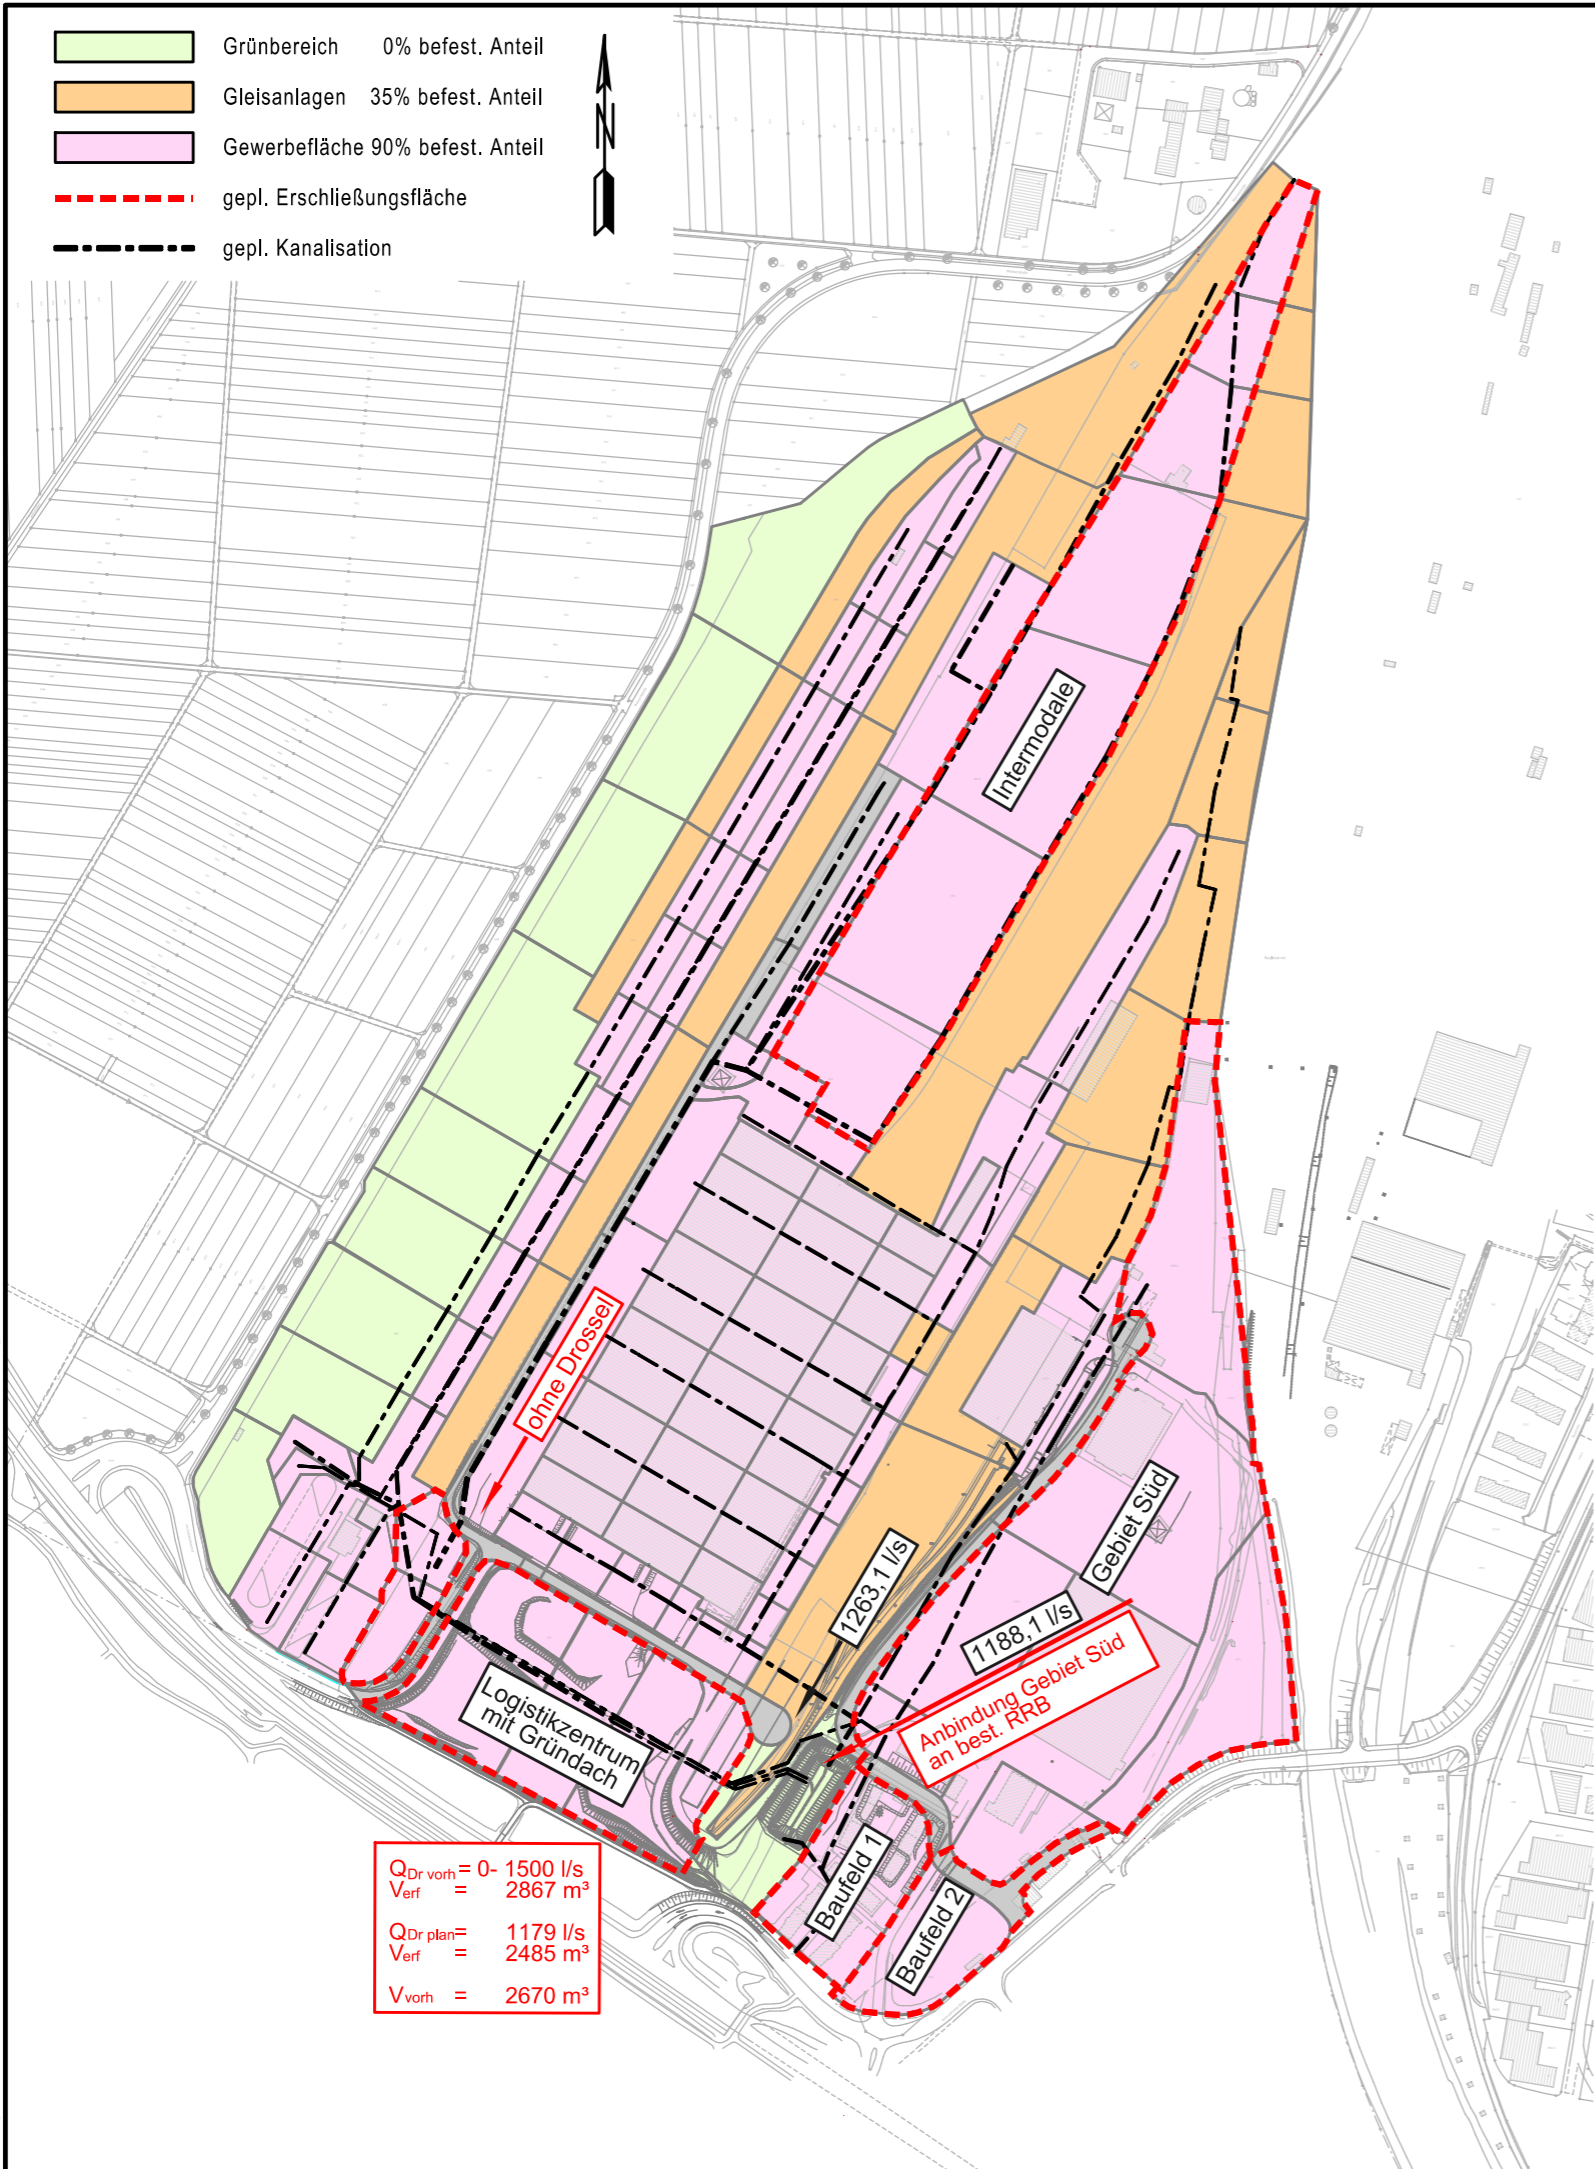 Grünbereich 0% befest. Anteil
Gleisanlagen 35% befest. Anteil
Gewerbefläche 90% befest. Anteil
gepl. Erschließungsfläche
gepl. Kanalisation
N
Intermodale
ohne Drossel
Gebiet Süd
1263,1 l/s
1188,1 l/s
Anbindung Gebiet Süd
an best. RRB
Logistikzentrum
mit Gründach
Baufeld 1
Baufeld 2
QDr vorh = 0- 1500 l/s
Verf = 2867 m³
QDr plan = 1179 l/s
Verf = 2485 m³
Vvorh = 2670 m³